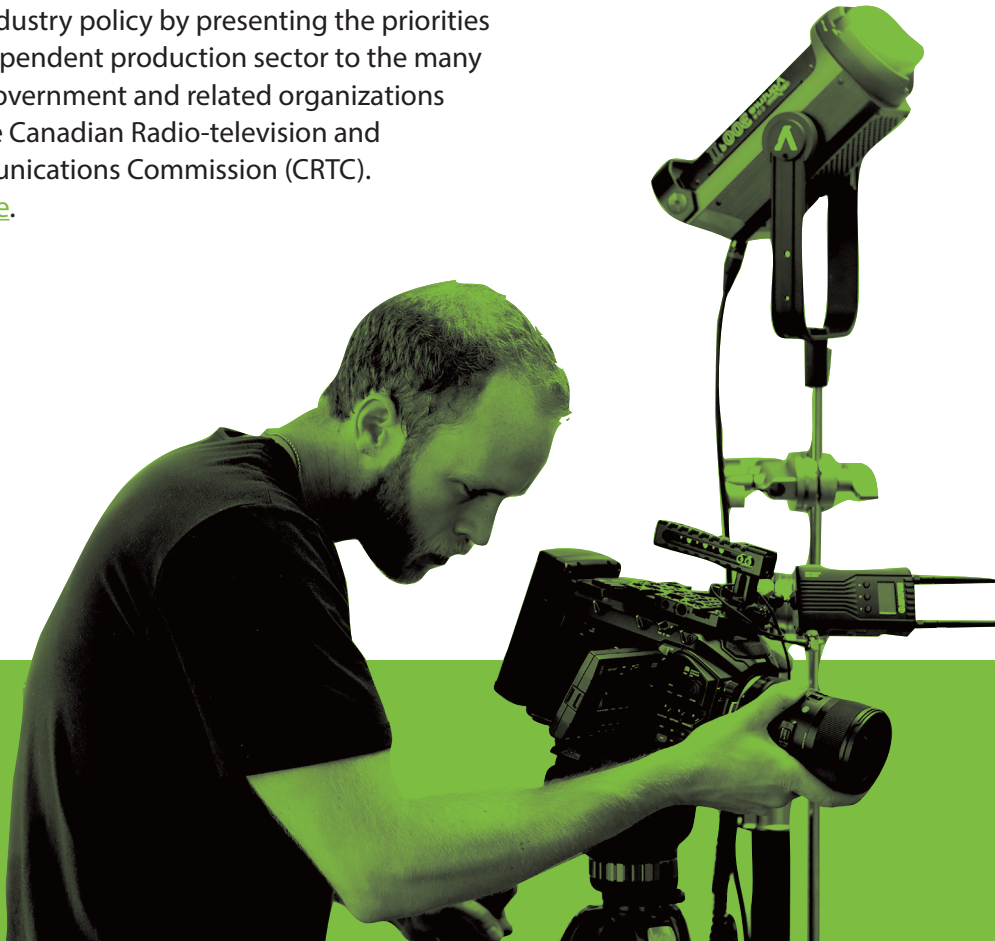 dustry policy by presenting the priorities
pendent production sector to the many
overnment and related organizations
e Canadian Radio-television and
unications Commission (CRTC).
e.
300